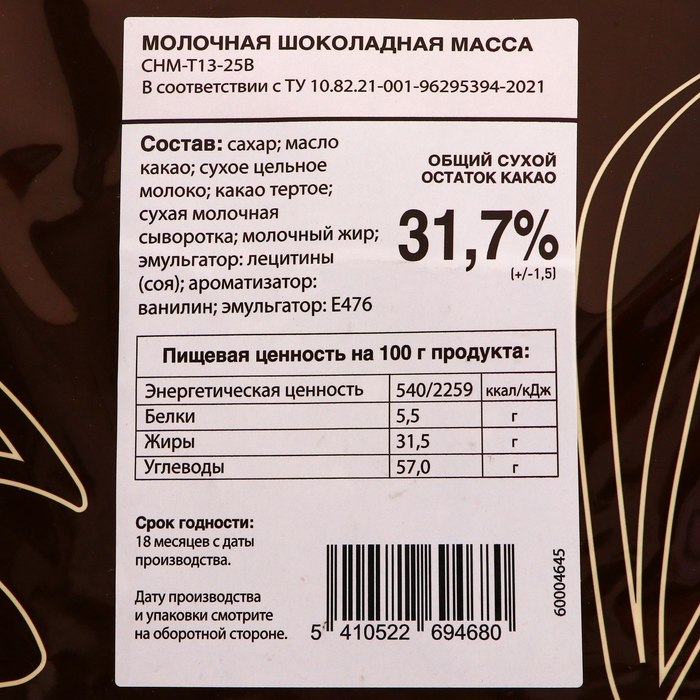 МОЛОЧНАЯ ШОКОЛАДНАЯ МАССА
CHM-T13-25B
В соответствии с ТУ 10.82.21-001-96295394-2021
Состав: сахар; масло
какао; сухое цельное
молоко; какао тертое;
сухая молочная
сыворотка; молочный жир;
эмульгатор: лецитины
(соя); ароматизатор:
ванилин; эмульгатор: Е476
ОБЩИЙ СУХОЙ
ОСТАТОК КАКАО
31,7%
(+/-1,5)
Пищевая ценность на 100 г продукта:
Энергетическая ценность 540/2259 ккал/кДж
Белки 5,5 г
Жиры 31,5 г
Углеводы 57,0 г
Срок годности:
18 месяцев с даты
производства.
Дату производства
и упаковки смотрите
на оборотной стороне.
5 410522 694680
60004645